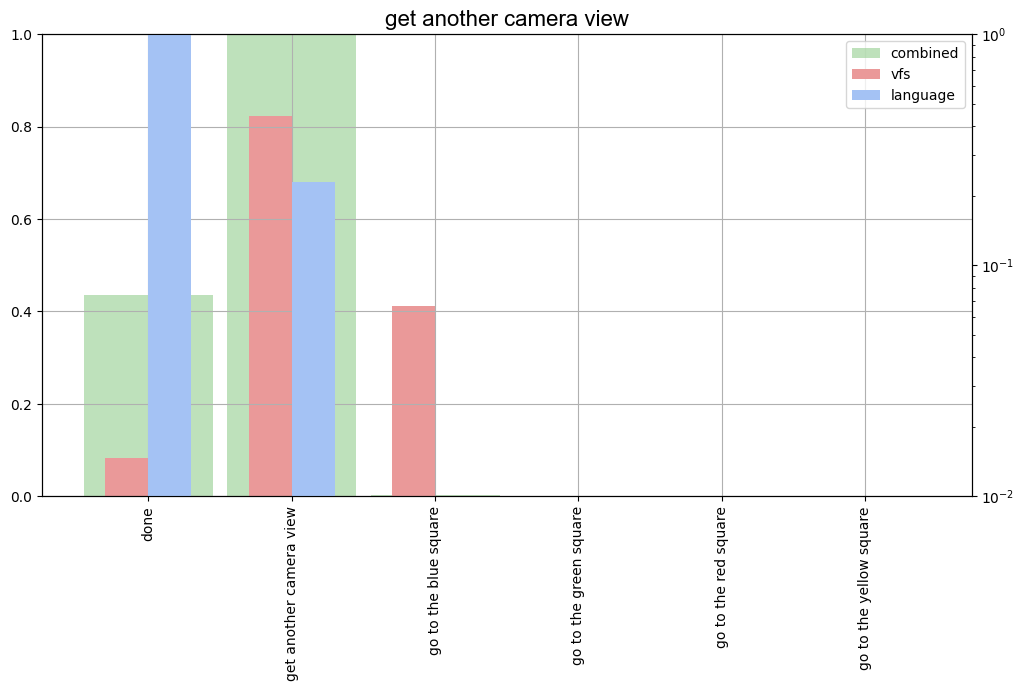 get another camera view
1.0
0.8
0.6
0.4
0.2
0.0
10^0
10^-1
10^-2
combined
vfs
language
done
get another camera view
go to the blue square
go to the green square
go to the red square
go to the yellow square